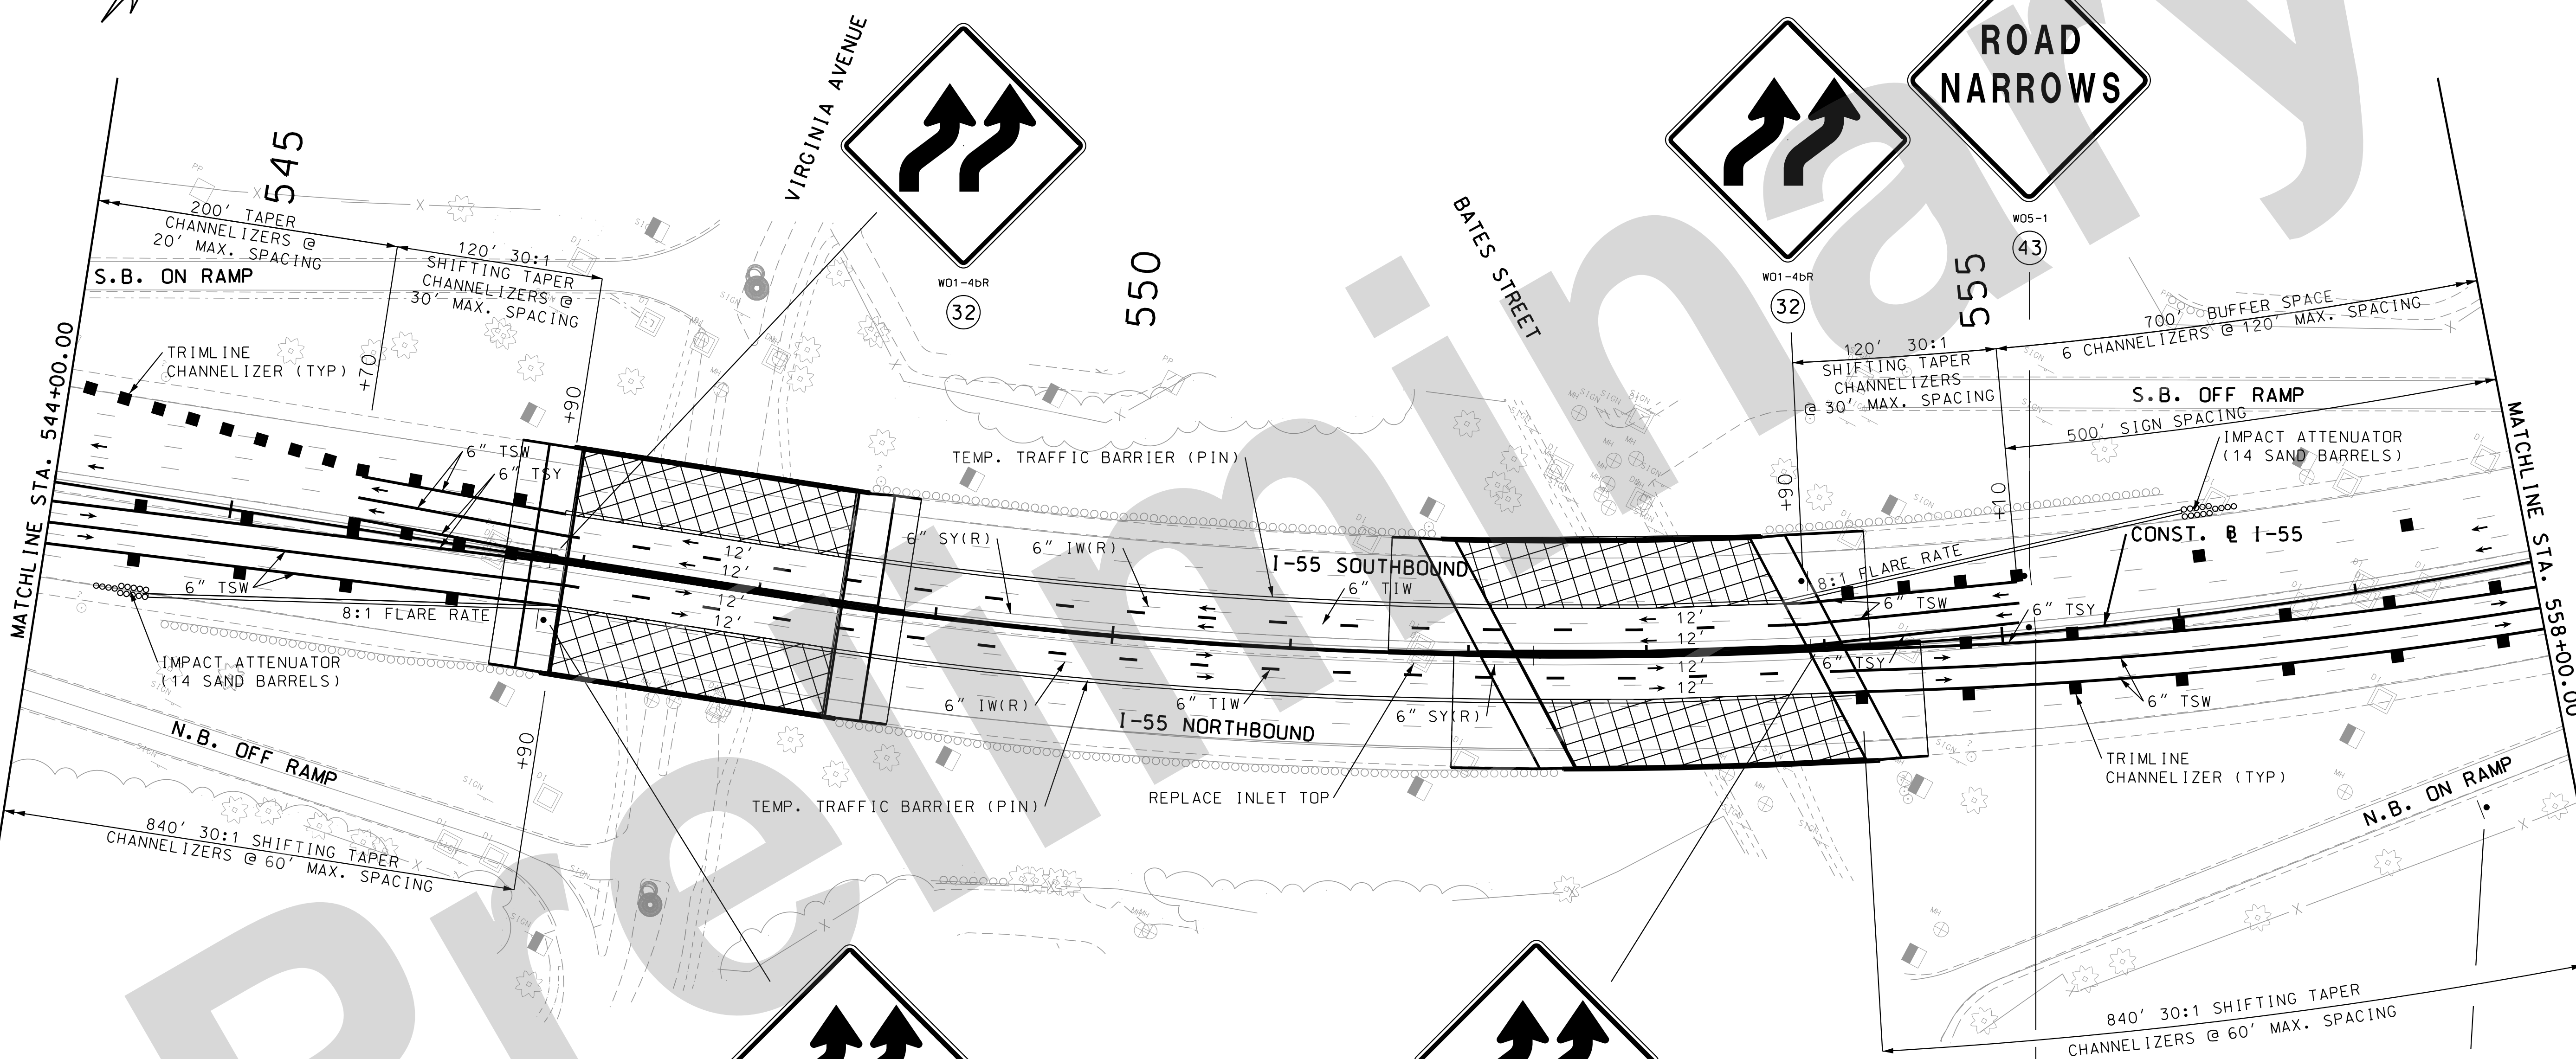 ROAD
NARROWS
W05-1
43
W01-4bR
32
W01-4bR
32
VIRGINIA AVENUE
BATES STREET
545
550
555
200' TAPER
CHANNELIZERS @
20' MAX. SPACING
120' 30:1
SHIFTING TAPER
CHANNELIZERS @
30' MAX. SPACING
S.B. ON RAMP
TRIMLINE
CHANNELIZER (TYP)
+70
+90
MATCHLINE STA. 544+00.00
6" TSW
6" TSY
6" TSW
8:1 FLARE RATE
IMPACT ATTENUATOR
(14 SAND BARRELS)
N.B. OFF RAMP
+90
840' 30:1 SHIFTING TAPER
CHANNELIZERS @ 60' MAX. SPACING
12'
12'
12'
12'
TEMP. TRAFFIC BARRIER (PIN)
6" SY(R)
6" IW(R)
I-55 SOUTHBOUND
6" TIW
6" IW(R)
6" TIW
I-55 NORTHBOUND
6" SY(R)
TEMP. TRAFFIC BARRIER (PIN)
REPLACE INLET TOP
12'
12'
12'
12'
120' 30:1
SHIFTING TAPER
CHANNELIZERS
@ 30' MAX. SPACING
+90
+10
700' BUFFER SPACE
6 CHANNELIZERS @ 120' MAX. SPACING
S.B. OFF RAMP
500' SIGN SPACING
IMPACT ATTENUATOR
(14 SAND BARRELS)
CONST. ℄ I-55
8:1 FLARE RATE
6" TSW
6" TSY
6" TSY
6" TSW
TRIMLINE
CHANNELIZER (TYP)
N.B. ON RAMP
MATCHLINE STA. 558+00.00
840' 30:1 SHIFTING TAPER
CHANNELIZERS @ 60' MAX. SPACING
Preliminary